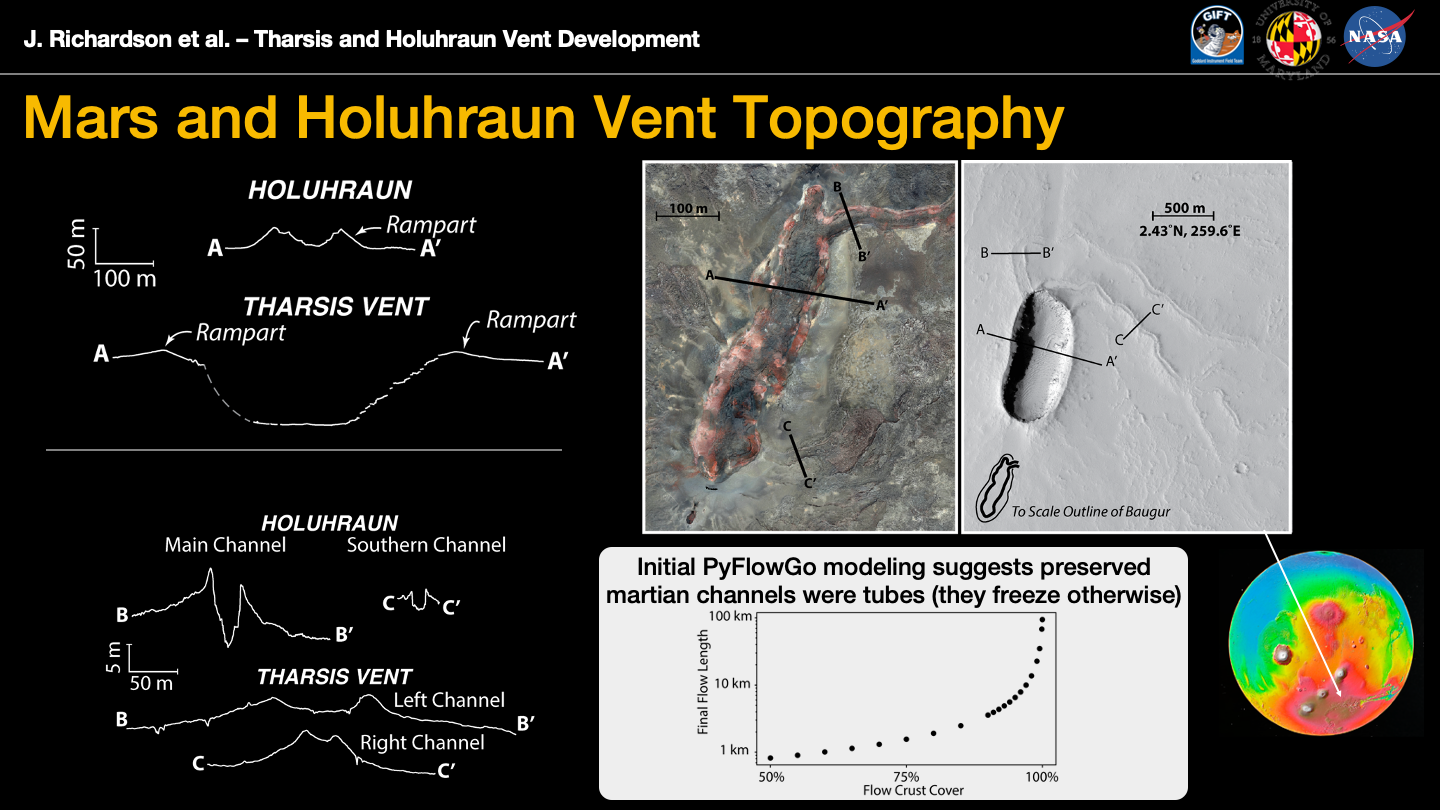 J. Richardson et al. – Tharsis and Holuhraun Vent Development
GIFT
Goddard Instrument Field Team
UNIVERSITY OF
18 56
MARYLAND
NASA
Mars and Holuhraun Vent Topography
HOLUHRAUN
50 m
100 m
A
Rampart
A′
THARSIS VENT
Rampart
Rampart
A
A′
HOLUHRAUN
Main Channel
Southern Channel
B
B′
C
C′
5 m
50 m
THARSIS VENT
Left Channel
B
B′
Right Channel
C
C′
100 m
B
B′
A
A′
C
C′
500 m
2.43°N, 259.6°E
B
B′
C′
C
A
A′
To Scale Outline of Baugur
Initial PyFlowGo modeling suggests preserved
martian channels were tubes (they freeze otherwise)
Final Flow Length
100 km
10 km
1 km
50%
75%
100%
Flow Crust Cover